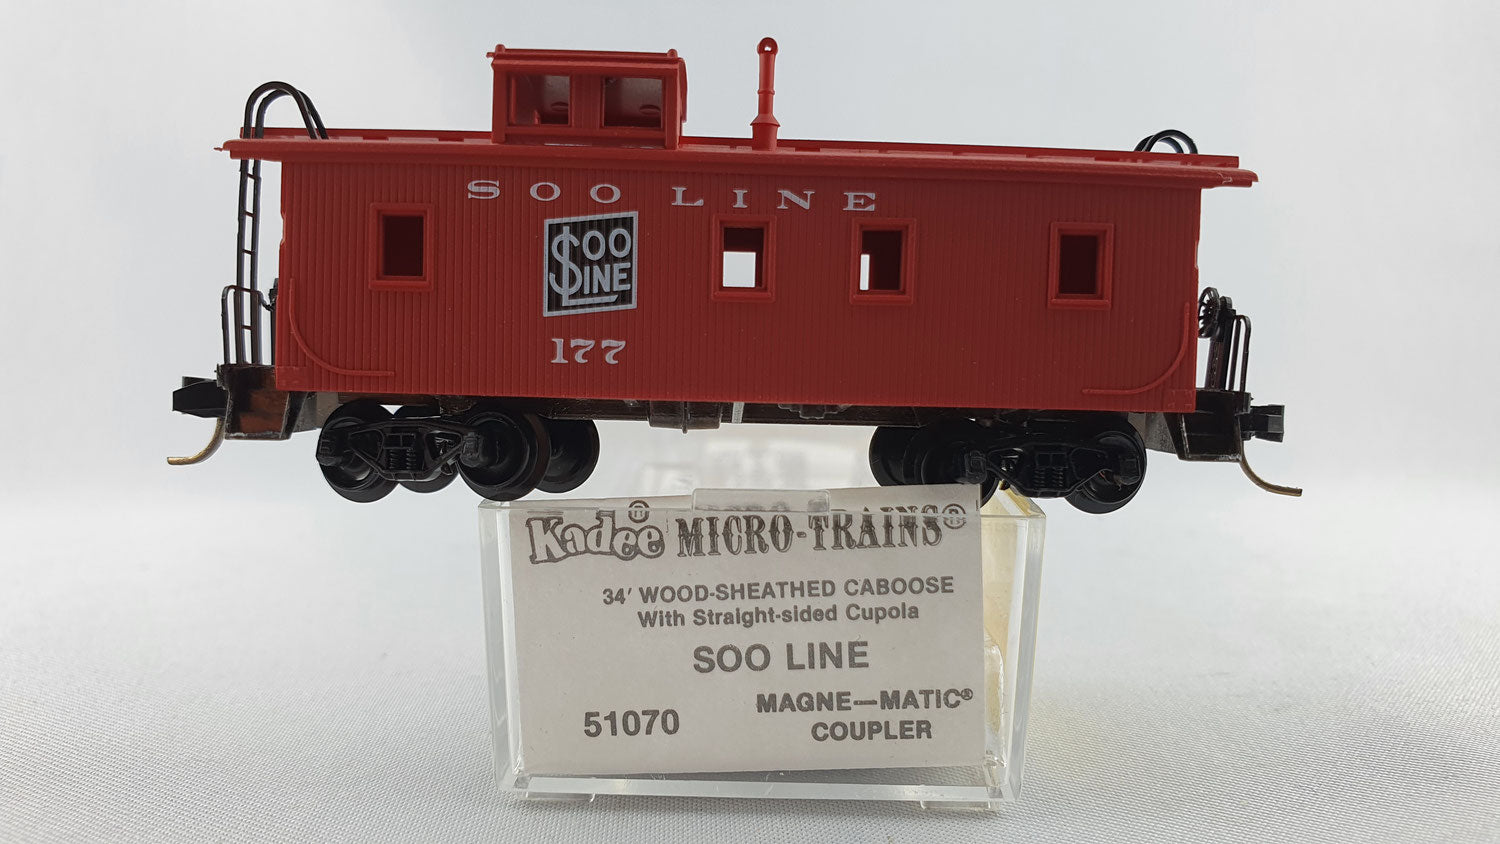 SOO LINE
SOO
LINE
177
Kadee® MICRO-TRAINS®
34' WOOD-SHEATHED CABOOSE
With Straight-sided Cupola
SOO LINE
51070
MAGNE—MATIC®
COUPLER